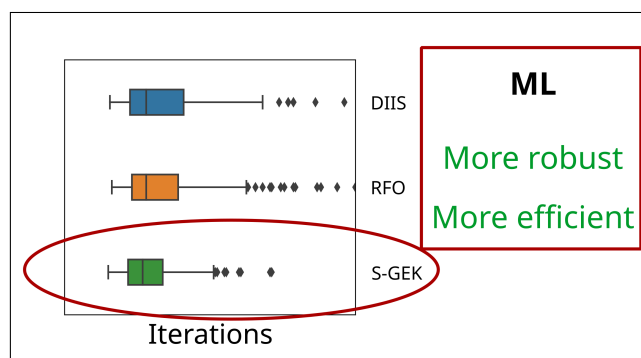 DIIS
ML
More robust
RFO
More efficient
S-GEK
Iterations